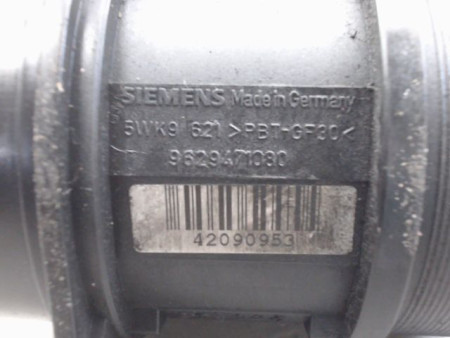 SIEMENS Made in Germany
5WK9 621 >PBT-GF30<
9629471080
42090953